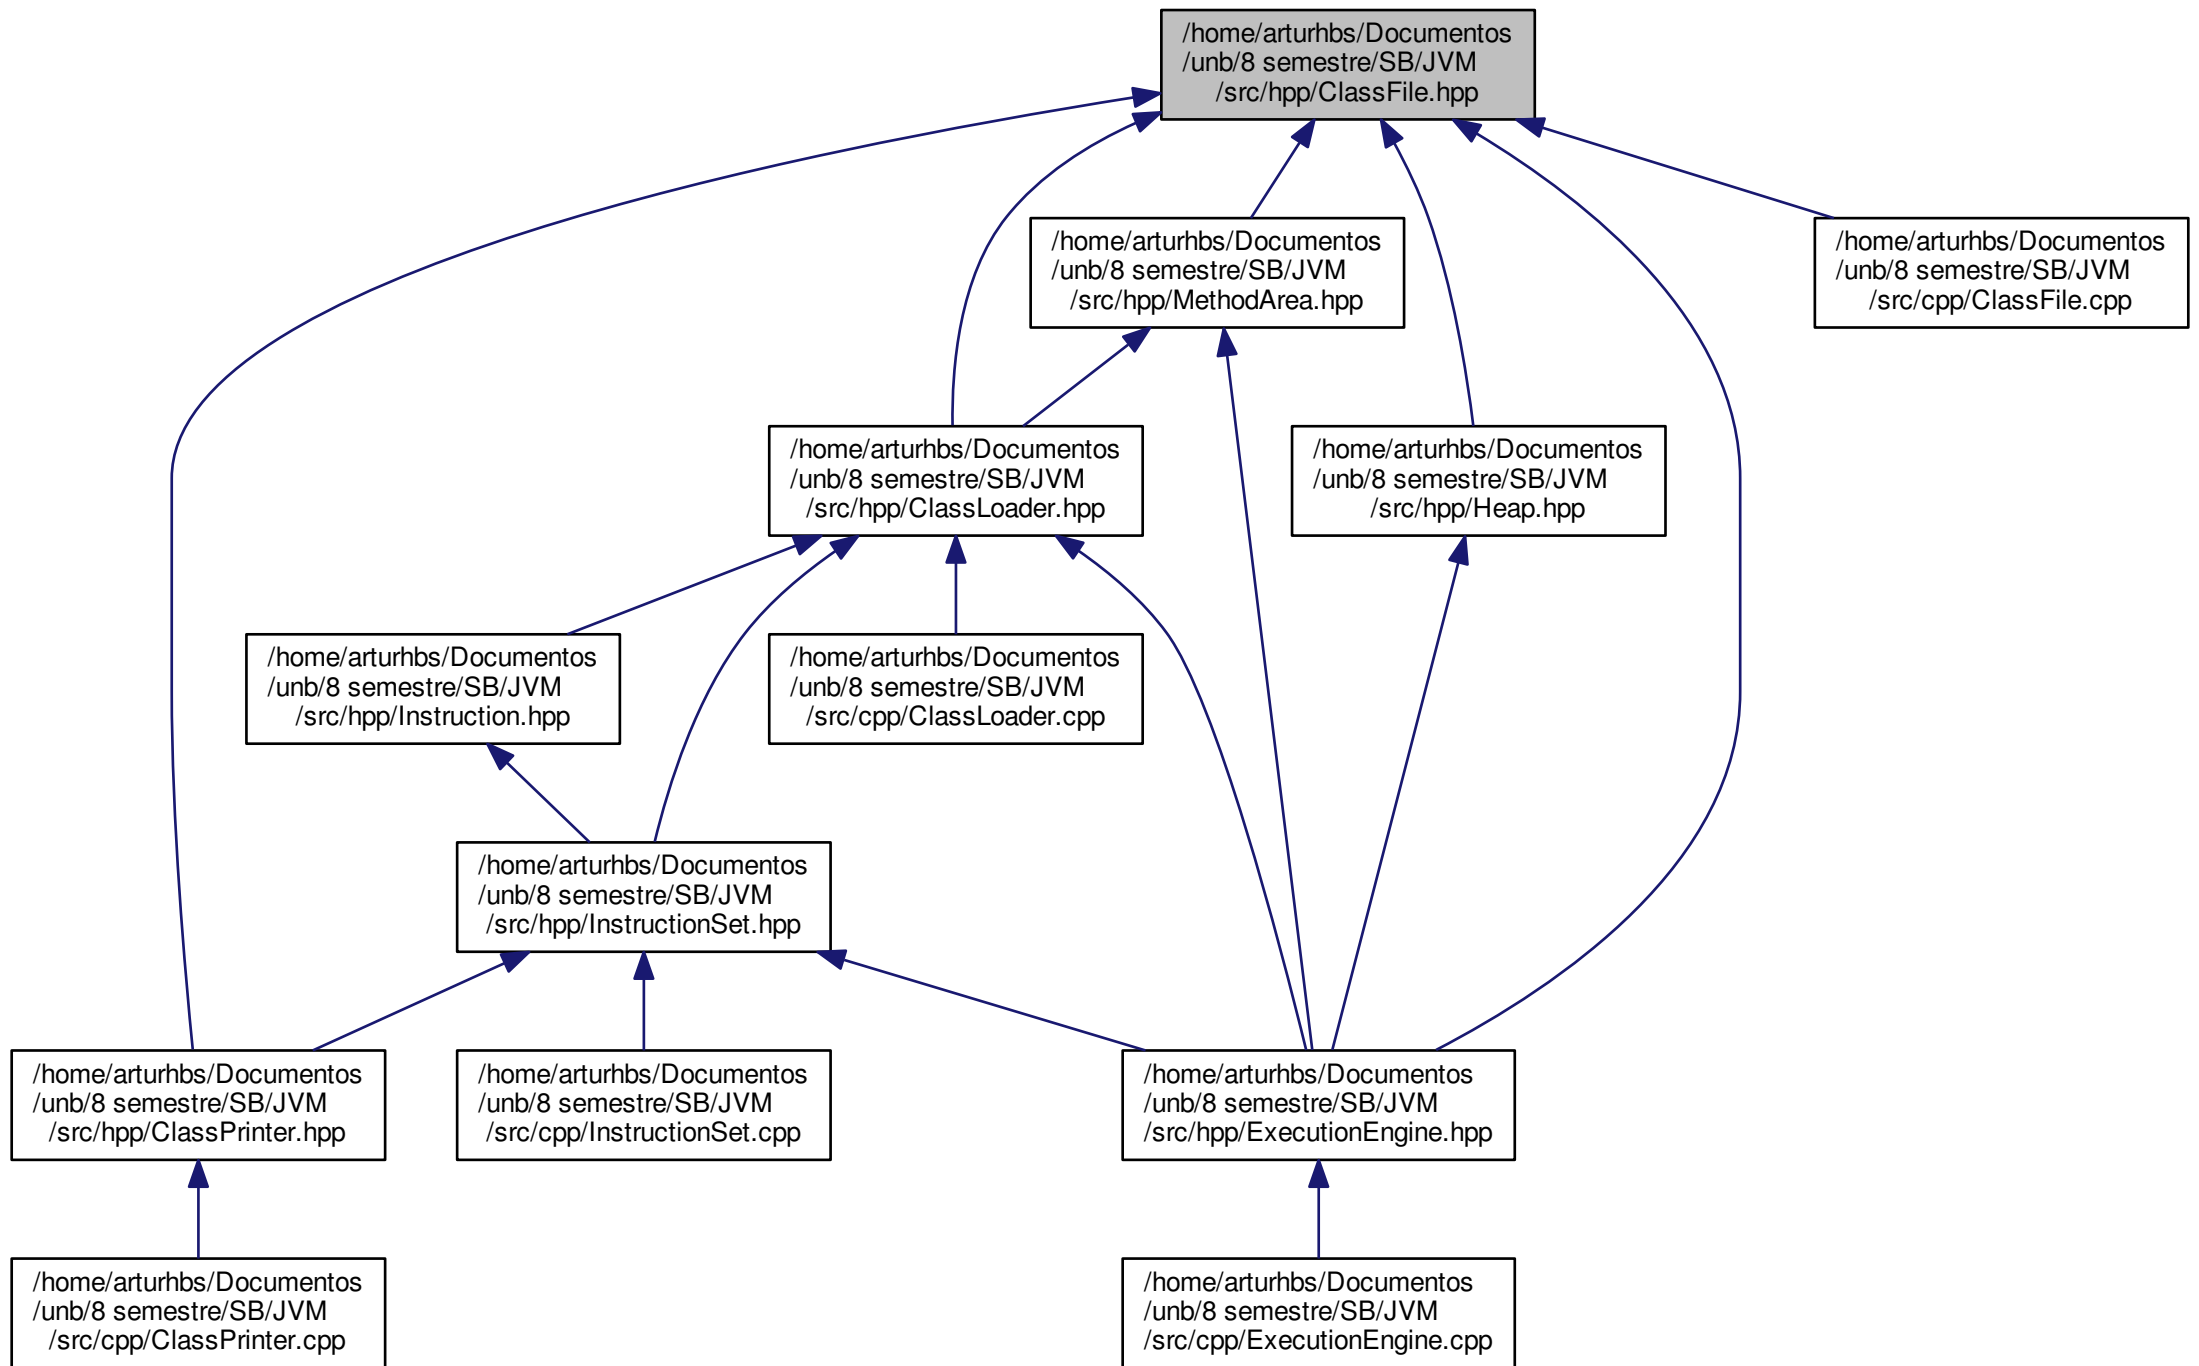 /home/arturhbs/Documentos
/unb/8 semestre/SB/JVM
/src/hpp/ClassFile.hpp
/home/arturhbs/Documentos
/unb/8 semestre/SB/JVM
/src/hpp/MethodArea.hpp
/home/arturhbs/Documentos
/unb/8 semestre/SB/JVM
/src/cpp/ClassFile.cpp
/home/arturhbs/Documentos
/unb/8 semestre/SB/JVM
/src/hpp/ClassLoader.hpp
/home/arturhbs/Documentos
/unb/8 semestre/SB/JVM
/src/hpp/Heap.hpp
/home/arturhbs/Documentos
/unb/8 semestre/SB/JVM
/src/hpp/Instruction.hpp
/home/arturhbs/Documentos
/unb/8 semestre/SB/JVM
/src/cpp/ClassLoader.cpp
/home/arturhbs/Documentos
/unb/8 semestre/SB/JVM
/src/hpp/InstructionSet.hpp
/home/arturhbs/Documentos
/unb/8 semestre/SB/JVM
/src/hpp/ClassPrinter.hpp
/home/arturhbs/Documentos
/unb/8 semestre/SB/JVM
/src/cpp/InstructionSet.cpp
/home/arturhbs/Documentos
/unb/8 semestre/SB/JVM
/src/hpp/ExecutionEngine.hpp
/home/arturhbs/Documentos
/unb/8 semestre/SB/JVM
/src/cpp/ClassPrinter.cpp
/home/arturhbs/Documentos
/unb/8 semestre/SB/JVM
/src/cpp/ExecutionEngine.cpp